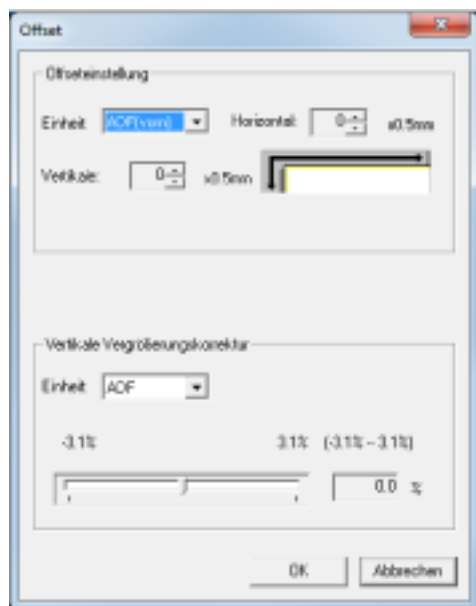 Offset
Offseteinstellung
Einheit ADF(vorn) Horizontal: 0 x0.5mm
Vertikale: 0 x0.5mm
Vertikale Vergrößerungskorrektur
Einheit ADF
-3.1% 3.1% (-3.1% -- 3.1%)
0.0 %
OK Abbrechen